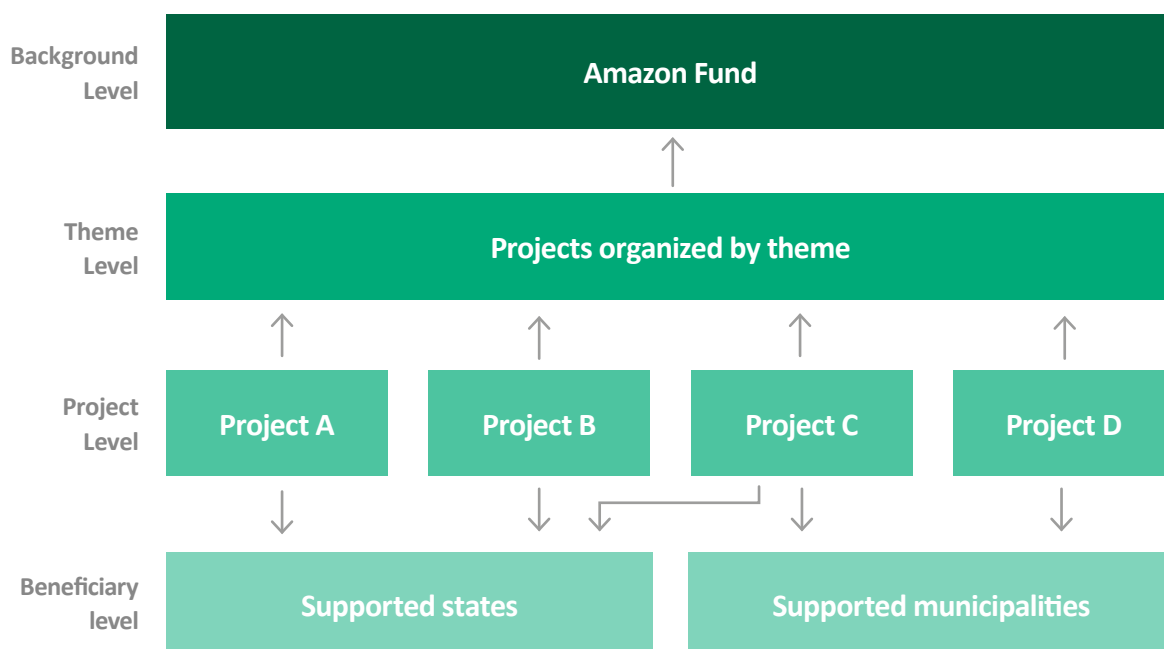 Background
Level
Amazon Fund
Theme
Level
Projects organized by theme
Project
Level
Project A
Project B
Project C
Project D
Beneficiary
level
Supported states
Supported municipalities